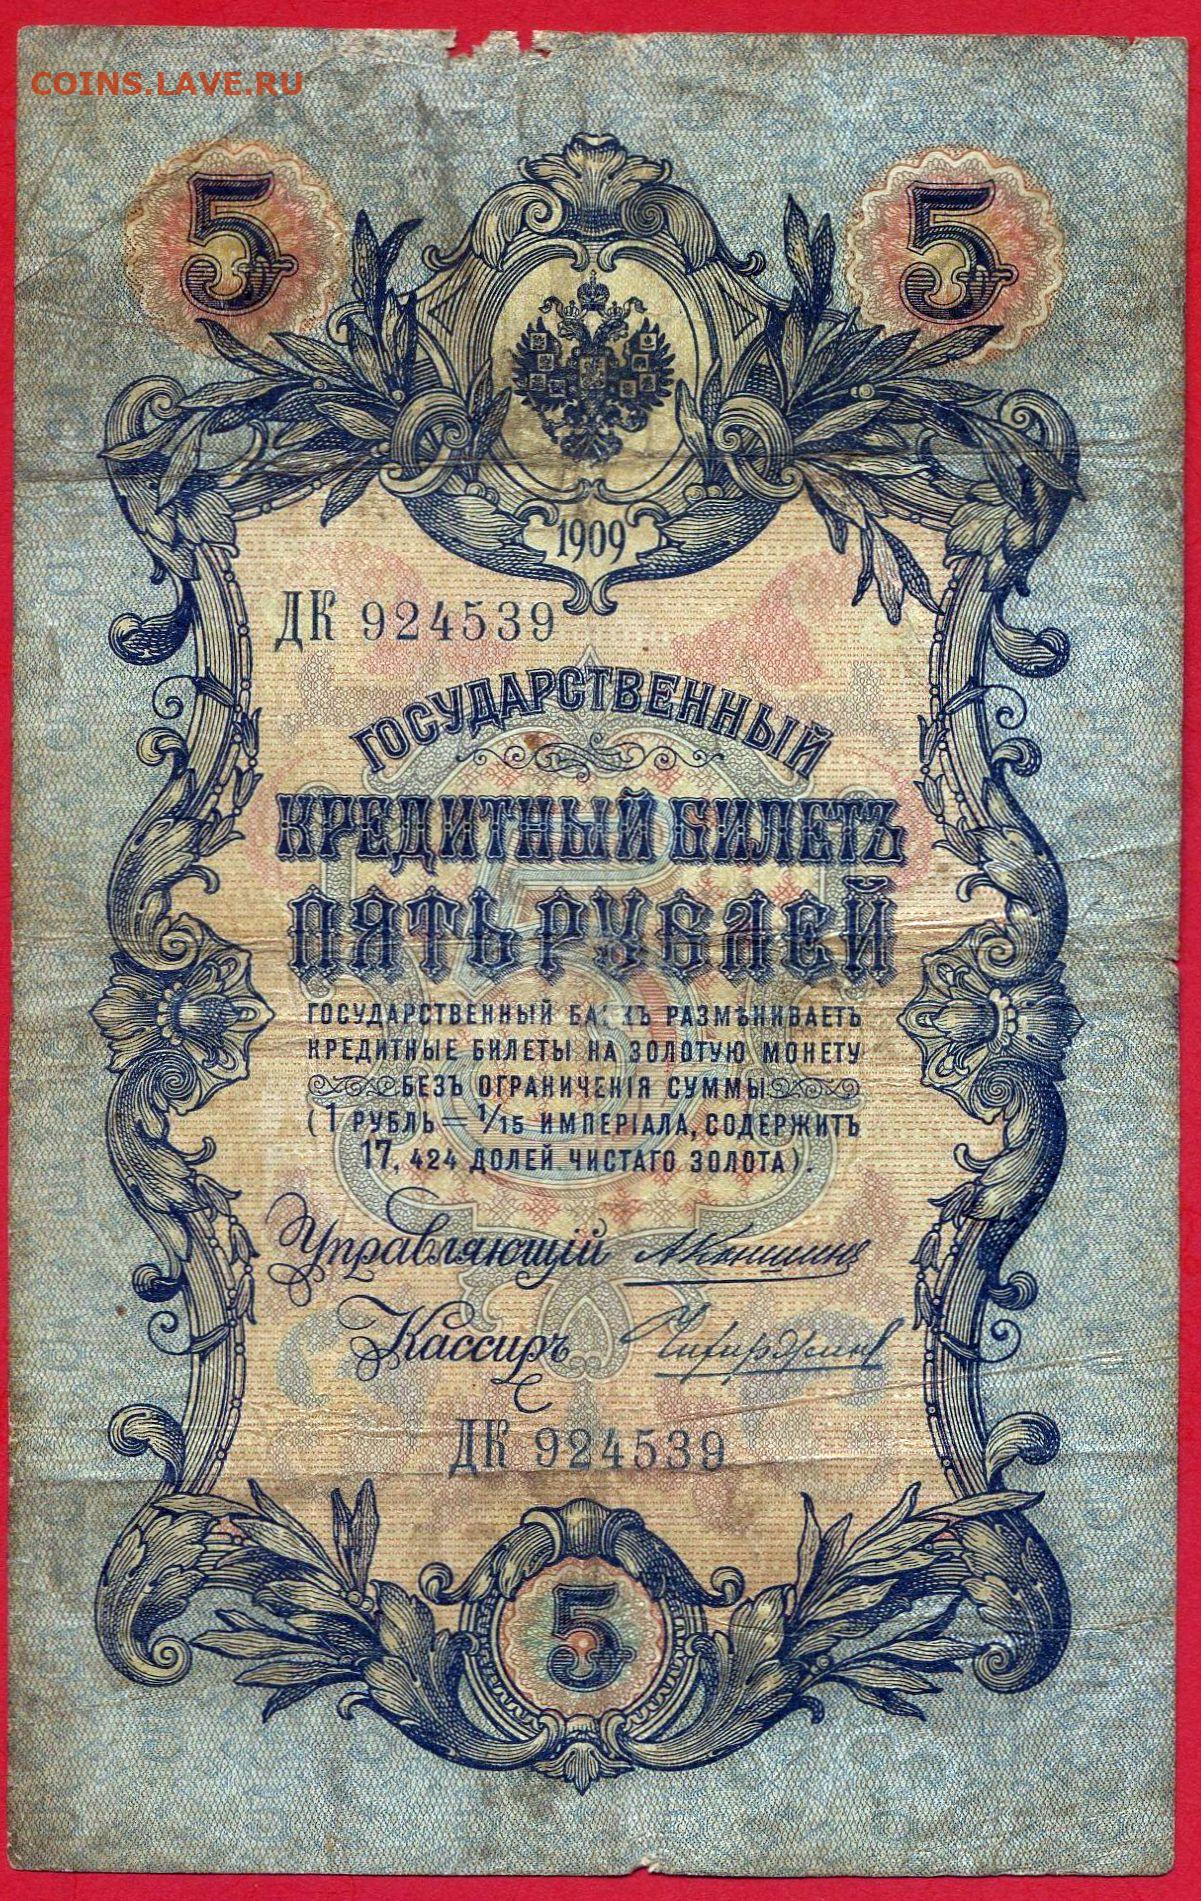 COINS.LAVE.RU
5 5
1909
ДК 924539
ГОСУДАРСТВЕННЫЙ
КРЕДИТНЫЙ БИЛЕТЪ
ПЯТЬ РУБЛЕЙ
ГОСУДАРСТВЕННЫЙ БАНКЪ РАЗМѢНИВАЕТЪ
КРЕДИТНЫЕ БИЛЕТЫ НА ЗОЛОТУЮ МОНЕТУ
БЕЗЪ ОГРАНИЧЕНІЯ СУММЫ
(1 РУБЛЬ = 1/15 ИМПЕРІАЛА, СОДЕРЖИТЪ
17,424 ДОЛЕЙ ЧИСТАГО ЗОЛОТА).
Управляющій АКоншинъ
Кассиръ
ДК 924539
5